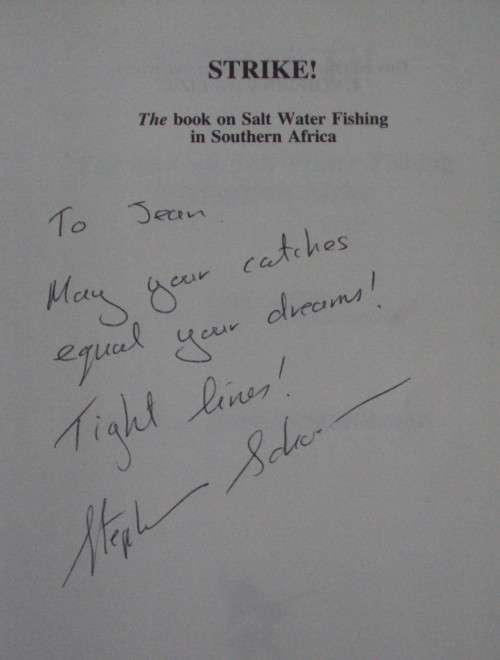 STRIKE!
The book on Salt Water Fishing
in Southern Africa
To Jean
May your catches
equal your dreams!
Tight lines!
Stephen